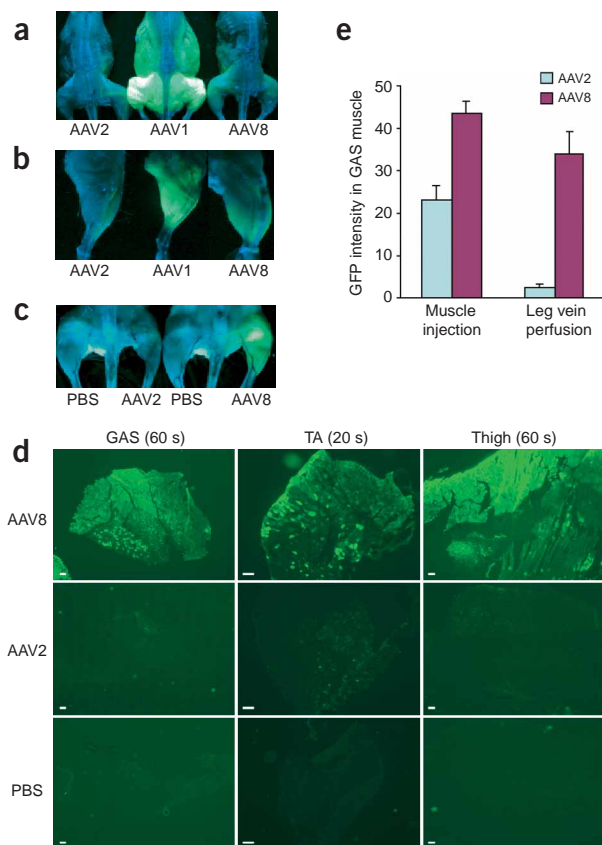 a
AAV2 AAV1 AAV8
b
AAV2 AAV1 AAV8
c
PBS AAV2 PBS AAV8
e
AAV2
AAV8
GFP intensity in GAS muscle
50
40
30
20
10
0
Muscle injection
Leg vein perfusion
d
GAS (60 s) TA (20 s) Thigh (60 s)
AAV8
AAV2
PBS